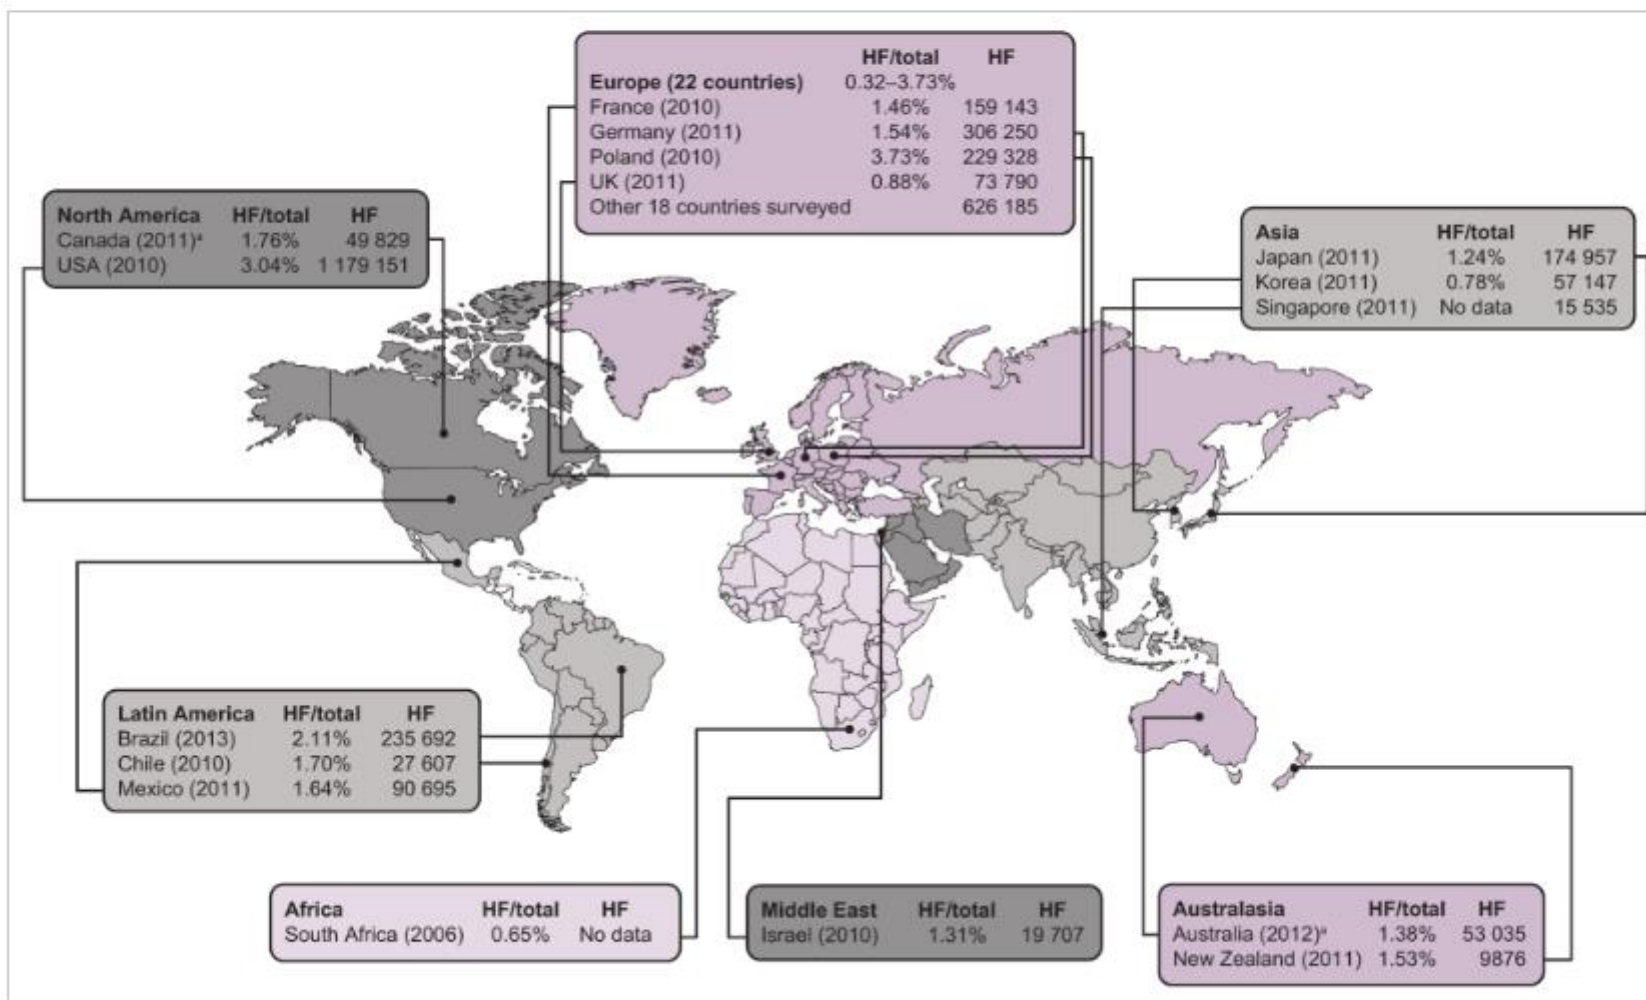 HF/total HF
Europe (22 countries) 0.32–3.73%
France (2010) 1.46% 159 143
Germany (2011) 1.54% 306 250
Poland (2010) 3.73% 229 328
UK (2011) 0.88% 73 790
Other 18 countries surveyed 626 185
North America HF/total HF
Canada (2011)ᵃ 1.76% 49 829
USA (2010) 3.04% 1 179 151
Asia HF/total HF
Japan (2011) 1.24% 174 957
Korea (2011) 0.78% 57 147
Singapore (2011) No data 15 535
Latin America HF/total HF
Brazil (2013) 2.11% 235 692
Chile (2010) 1.70% 27 607
Mexico (2011) 1.64% 90 695
Africa HF/total HF
South Africa (2006) 0.65% No data
Middle East HF/total HF
Israel (2010) 1.31% 19 707
Australasia HF/total HF
Australia (2012)ᵃ 1.38% 53 035
New Zealand (2011) 1.53% 9876